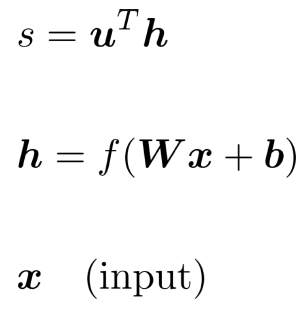 s = u^T h
h = f(Wx + b)
x (input)